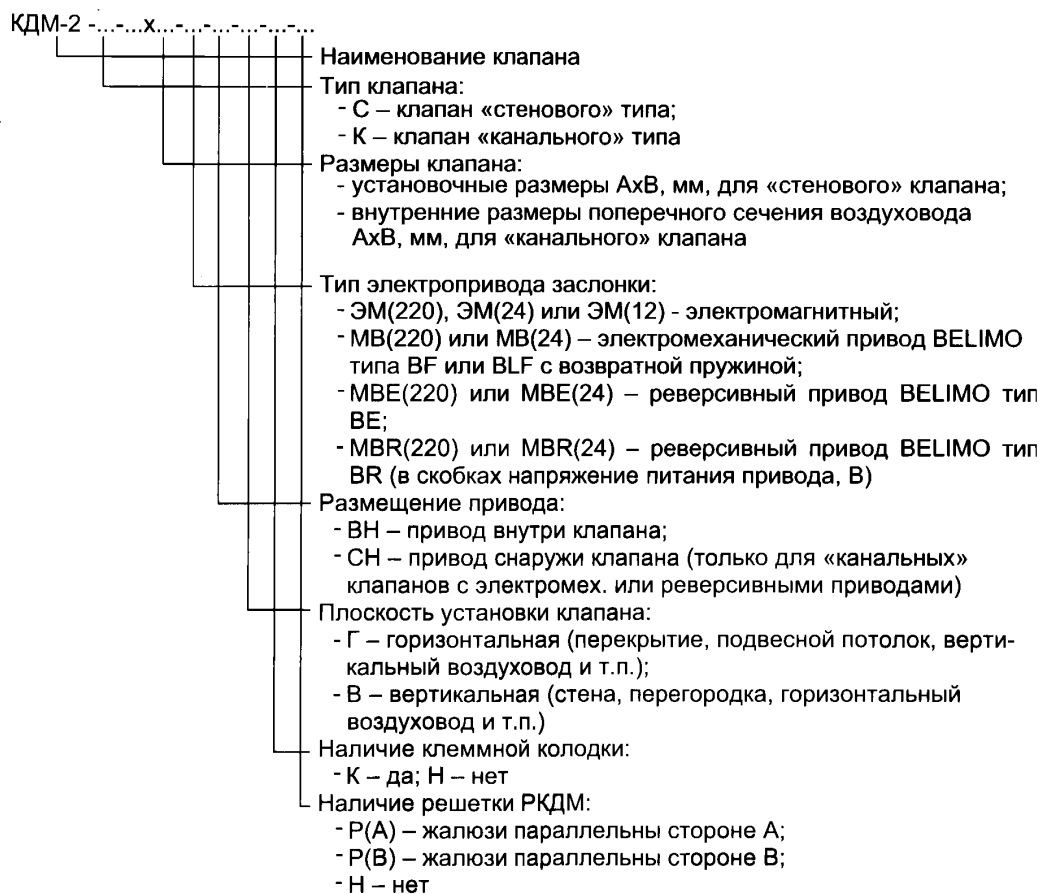 КДМ-2 -...-...х...-...-...-...-...-...
Наименование клапана
Тип клапана:
- С – клапан «стенового» типа;
- К – клапан «канального» типа
Размеры клапана:
- установочные размеры АхВ, мм, для «стенового» клапана;
- внутренние размеры поперечного сечения воздуховода
АхВ, мм, для «канального» клапана
Тип электропривода заслонки:
- ЭМ(220), ЭМ(24) или ЭМ(12) - электромагнитный;
- МВ(220) или МВ(24) – электромеханический привод BELIMO
типа BF или BLF с возвратной пружиной;
- МВЕ(220) или МВЕ(24) – реверсивный привод BELIMO тип
BE;
- MBR(220) или MBR(24) – реверсивный привод BELIMO тип
BR (в скобках напряжение питания привода, В)
Размещение привода:
- ВН – привод внутри клапана;
- СН – привод снаружи клапана (только для «канальных»
клапанов с электромех. или реверсивными приводами)
Плоскость установки клапана:
- Г – горизонтальная (перекрытие, подвесной потолок, верти-
кальный воздуховод и т.п.);
- В – вертикальная (стена, перегородка, горизонтальный
воздуховод и т.п.)
Наличие клеммной колодки:
- К – да; Н – нет
Наличие решетки РКДМ:
- Р(А) – жалюзи параллельны стороне А;
- Р(В) – жалюзи параллельны стороне В;
- Н – нет